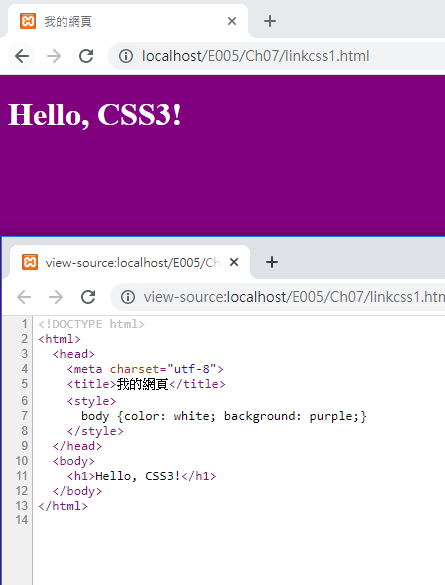 我的網頁
localhost/E005/Ch07/linkcss1.html
Hello, CSS3!
view-source:localhost/E005/Ch
view-source:localhost/E005/Ch07/linkcss1.htm
1 <!DOCTYPE html>
2 <html>
3 <head>
4 <meta charset="utf-8">
5 <title>我的網頁</title>
6 <style>
7 body {color: white; background: purple;}
8 </style>
9 </head>
10 <body>
11 <h1>Hello, CSS3!</h1>
12 </body>
13 </html>
14